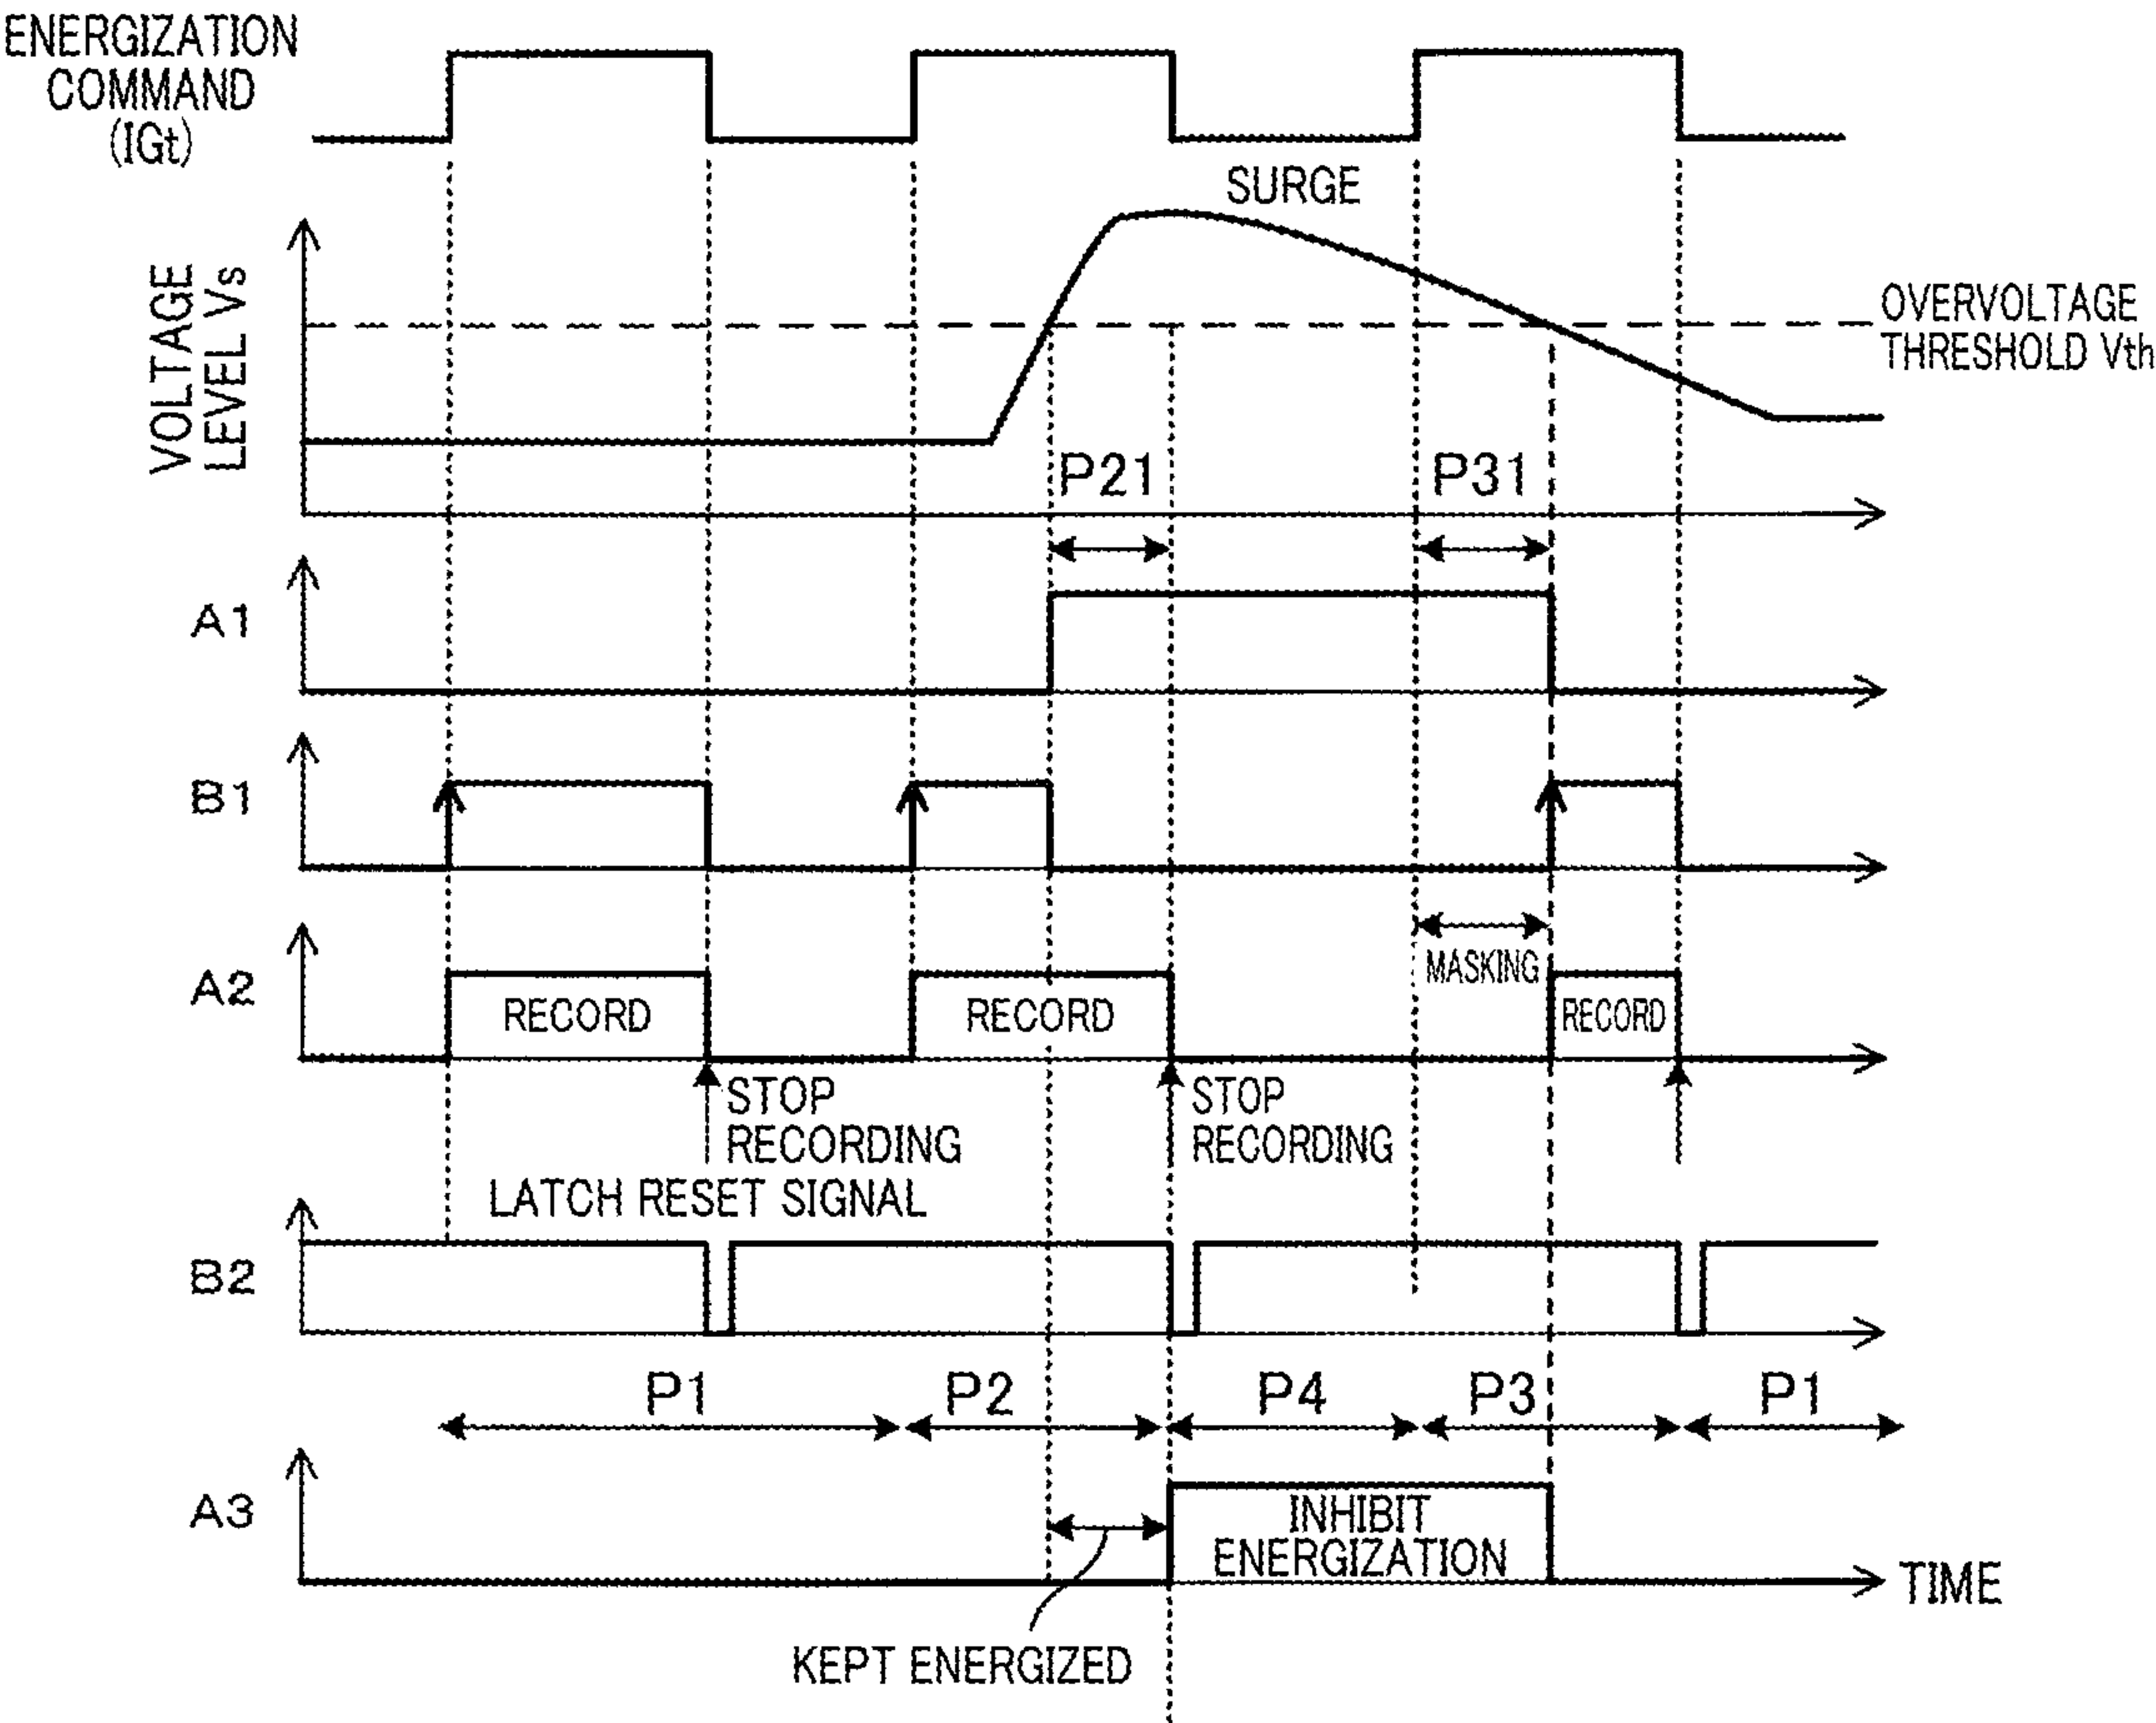 ENERGIZATION
COMMAND
(IGt)
SURGE
VOLTAGE
LEVEL Vs
OVERVOLTAGE
THRESHOLD Vth
P21
P31
A1
B1
MASKING
A2
RECORD
RECORD
RECORD
STOP
RECORDING
STOP
RECORDING
LATCH RESET SIGNAL
B2
P1
P2
P4
P3
P1
A3
INHIBIT
ENERGIZATION
TIME
KEPT ENERGIZED